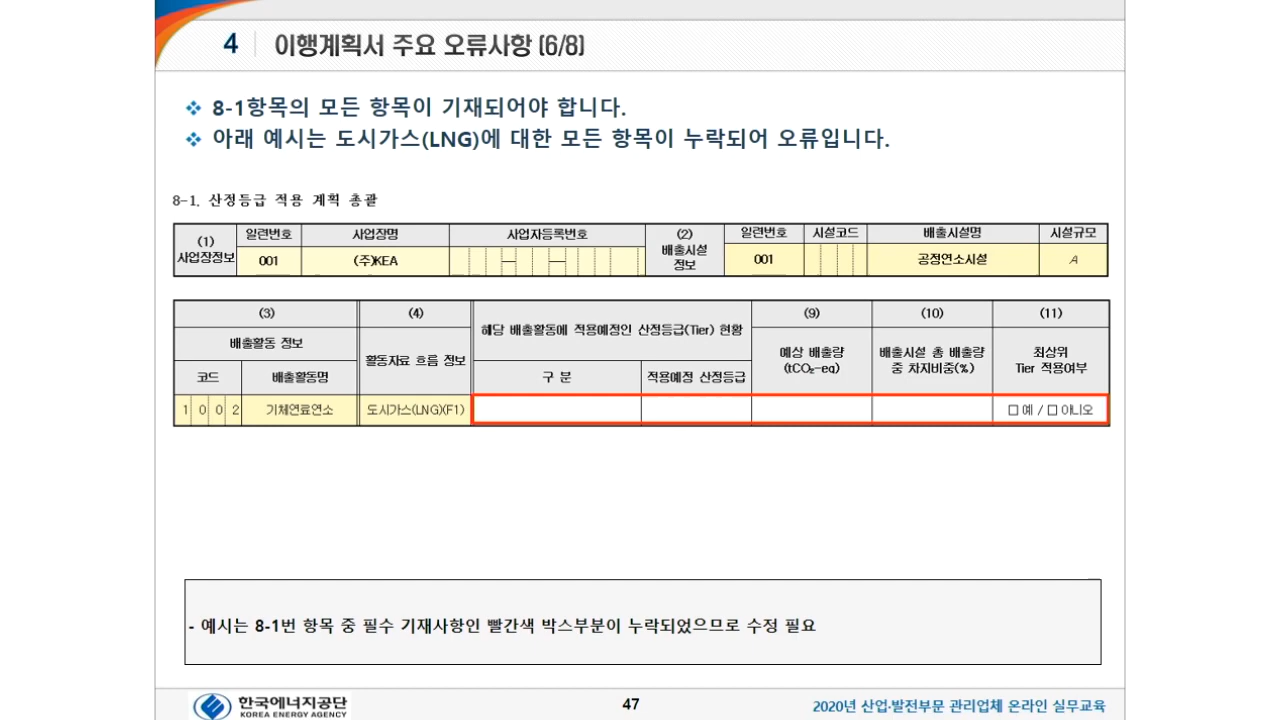 4 이행계획서 주요 오류사항 (6/8)
❖ 8-1항목의 모든 항목이 기재되어야 합니다.
❖ 아래 예시는 도시가스(LNG)에 대한 모든 항목이 누락되어 오류입니다.
8-1. 산정등급 적용 계획 총괄
(1) 사업장정보 일련번호 사업장명 사업자등록번호 (2) 배출시설 정보 일련번호 시설코드 배출시설명 시설규모
001 (주)KEA 001 공정연소시설 A
(3) (4) 해당 배출활동에 적용예정인 산정등급(Tier) 현황 (9) (10) (11)
배출활동 정보 활동자료 흐름 정보 예상 배출량 (tCO₂-eq) 배출시설 총 배출량 중 차지비중(%) 최상위 Tier 적용여부
코드 배출활동명 구 분 적용예정 산정등급
1 0 0 2 기체연료연소 도시가스(LNG)(F1) □ 예 / □ 아니오
- 예시는 8-1번 항목 중 필수 기재사항인 빨간색 박스부분이 누락되었으므로 수정 필요
한국에너지공단
KOREA ENERGY AGENCY
47
2020년 산업·발전부문 관리업체 온라인 실무교육